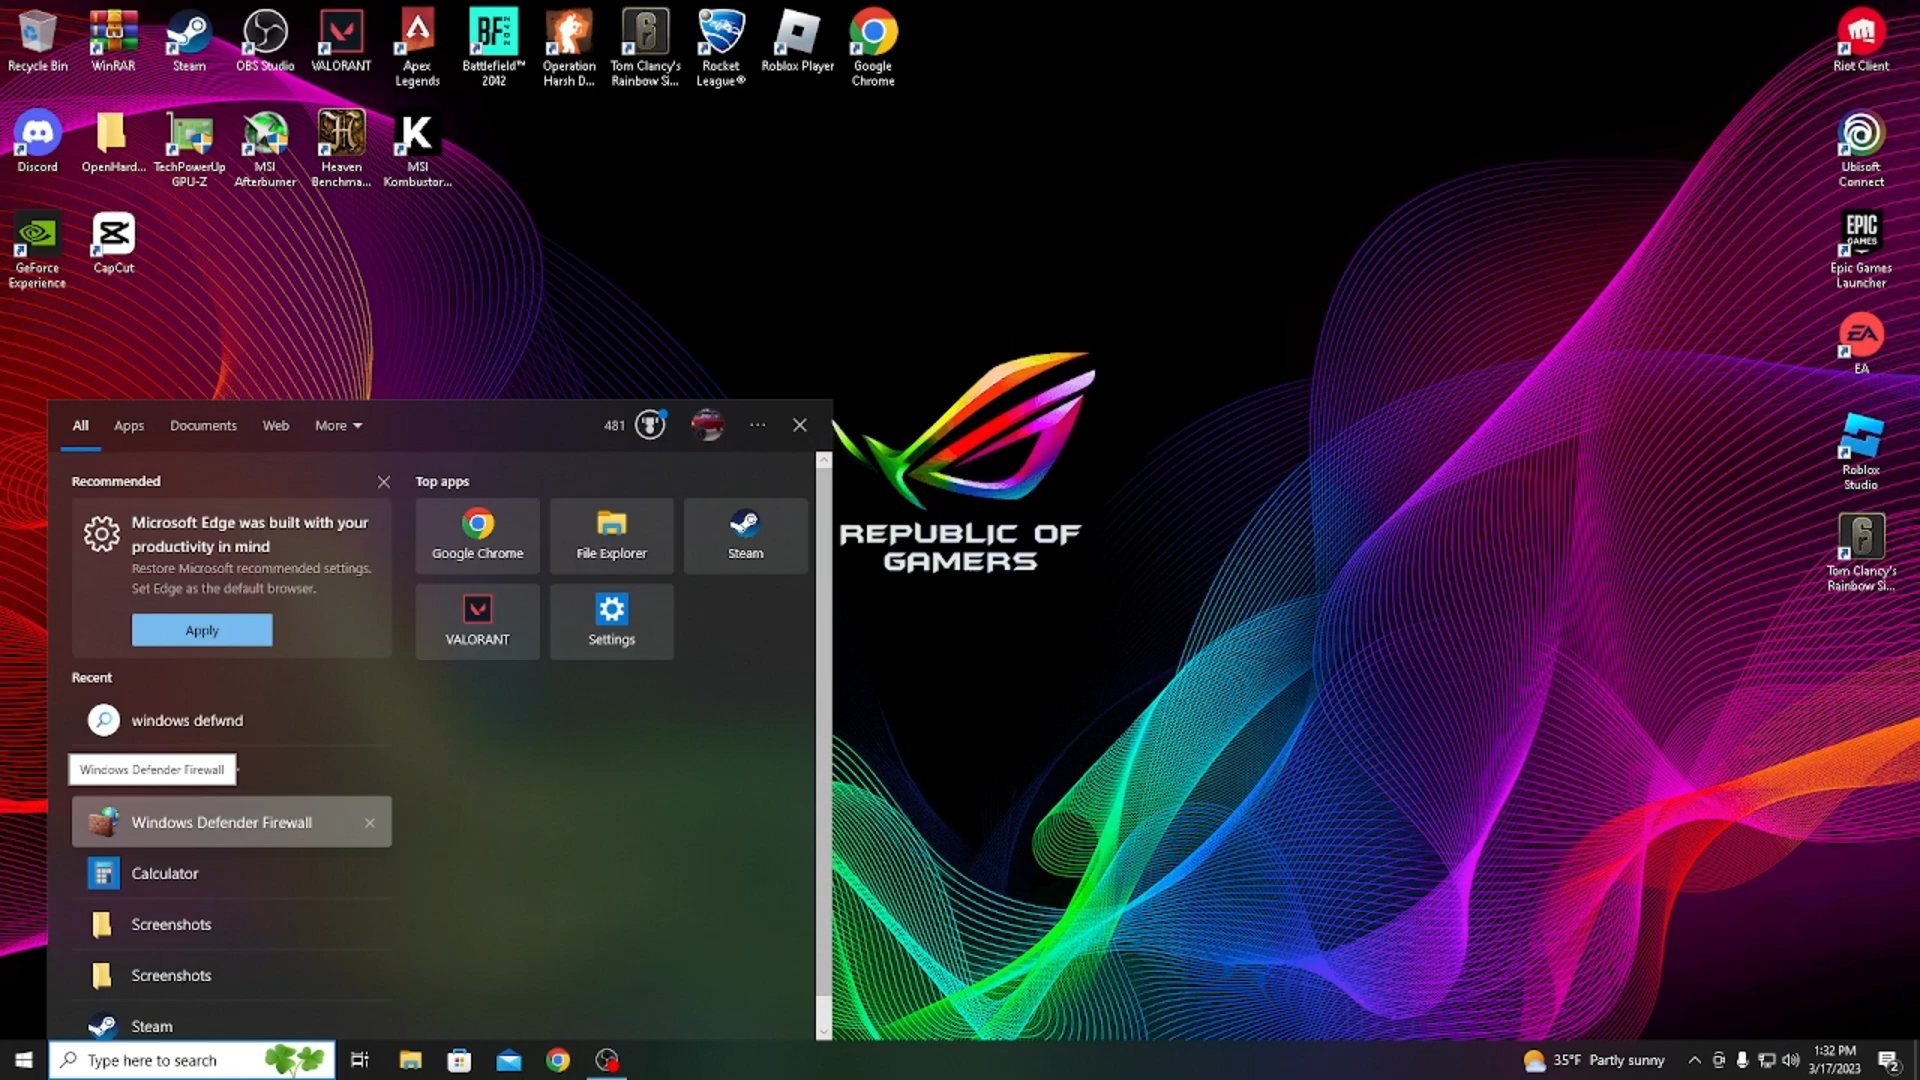 Recycle Bin
WinRAR
Steam
OBS Studio
VALORANT
Apex
Legends
BF
2042
Battlefield™
2042
Operation
Harsh D...
6
Tom Clancy's
Rainbow Si...
Rocket
League®
Roblox Player
Google
Chrome
Riot Client
Discord
OpenHard...
TechPowerUp
GPU-Z
MSI
Afterburner
H
Heaven
Benchma...
K
MSI
Kombustor...
Ubisoft
Connect
GeForce
Experience
CapCut
EPIC
GAMES
Epic Games
Launcher
EA
EA
Roblox
Studio
6
Tom Clancy's
Rainbow Si...
REPUBLIC OF
GAMERS
All Apps Documents Web More 481
Recommended
Microsoft Edge was built with your
productivity in mind
Restore Microsoft recommended settings.
Set Edge as the default browser.
Apply
Top apps
Google Chrome
File Explorer
Steam
VALORANT
Settings
Recent
windows defwnd
Windows Defender Firewall
Windows Defender Firewall
Calculator
Screenshots
Screenshots
Steam
Type here to search
35°F Partly sunny
1:32 PM
3/17/2023
2